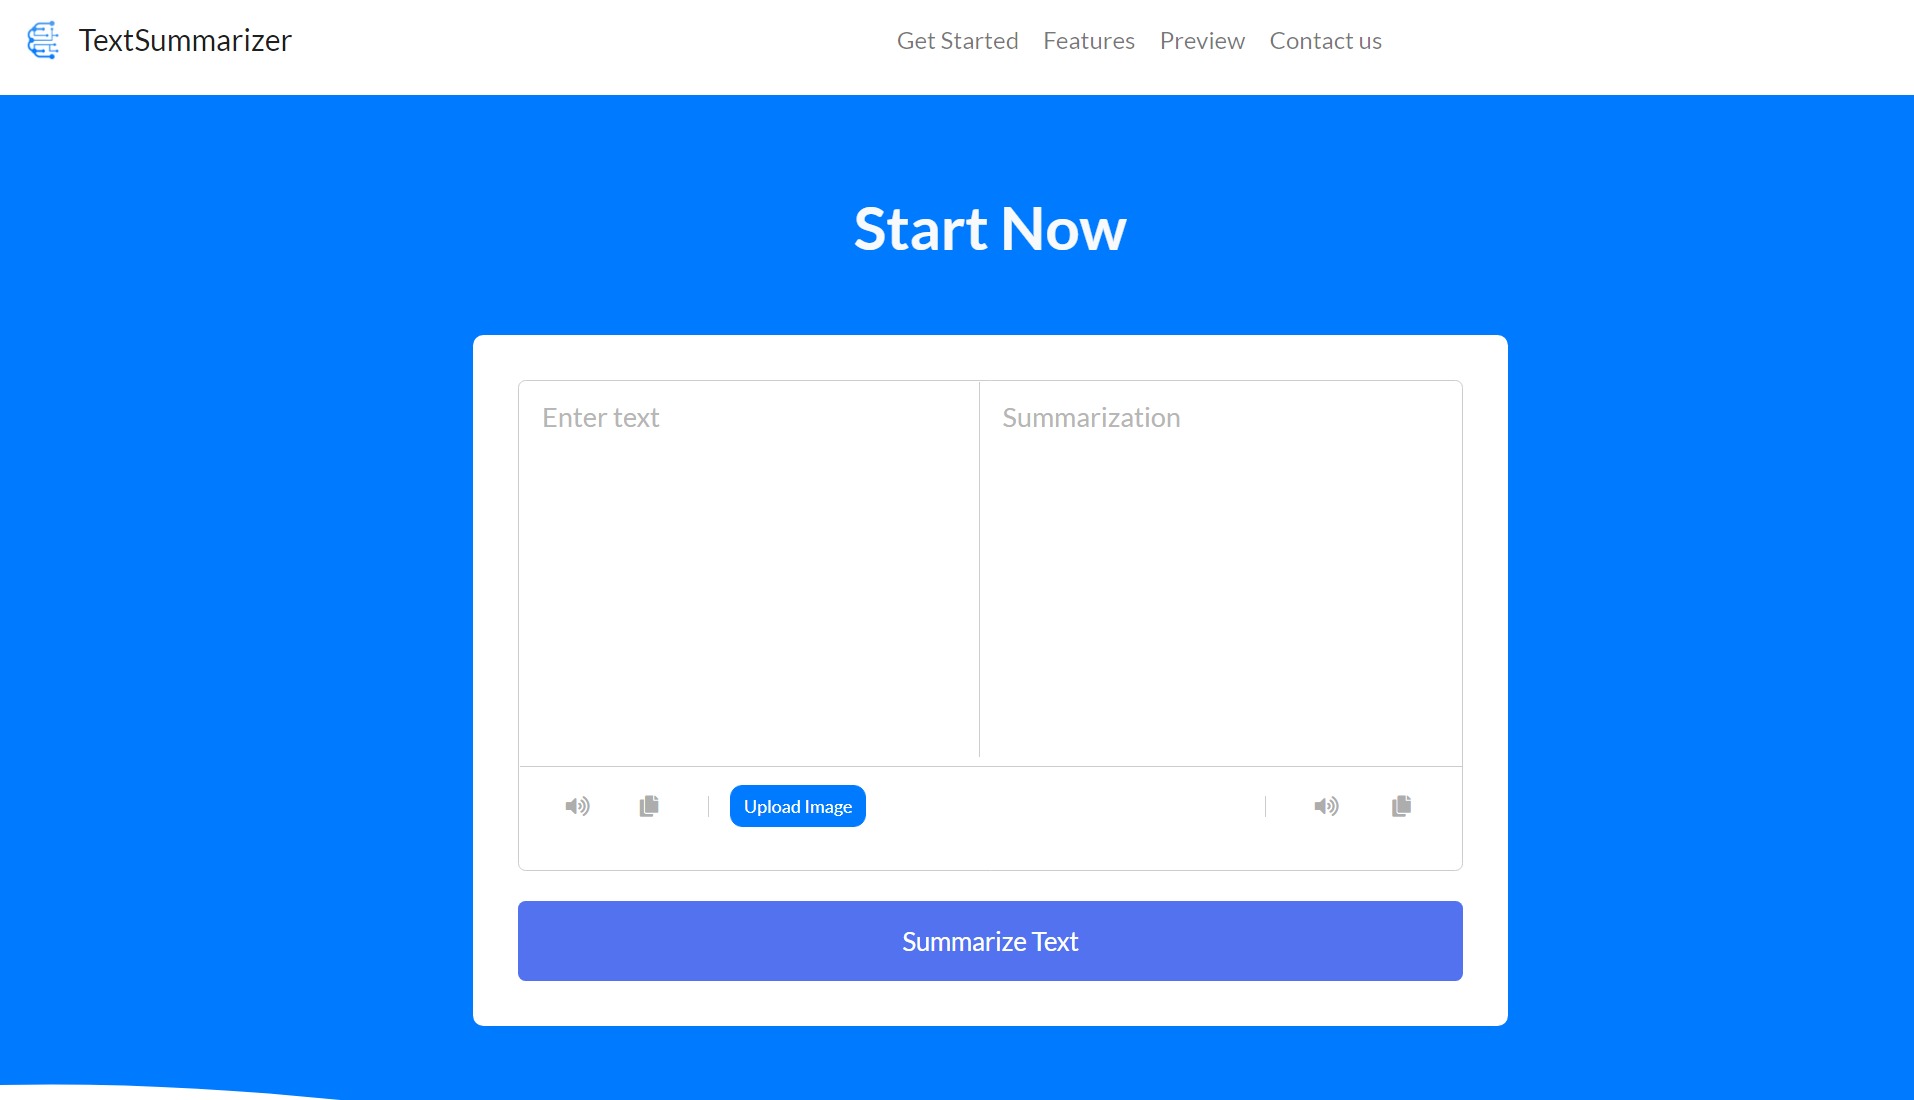 TextSummarizer
Get Started Features Preview Contact us
Start Now
Enter text
Summarization
Upload Image
Summarize Text